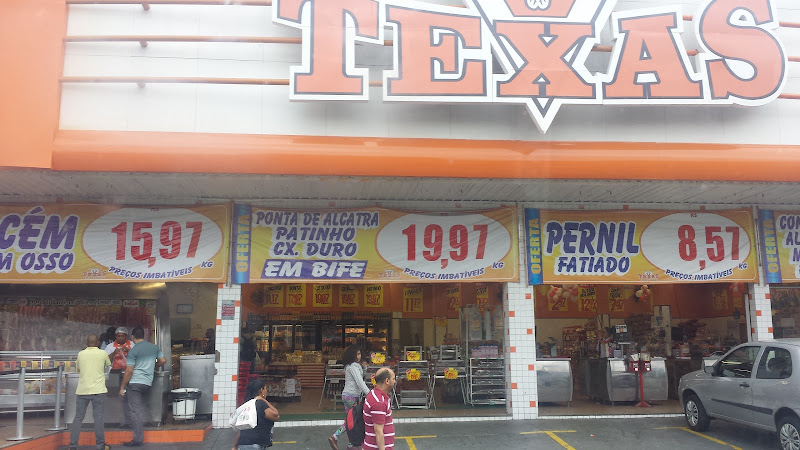 TEXAS
CÉM
M OSSO
15,97
KG
PREÇOS IMBATÍVEIS
OFERTA
PONTA DE ALCATRA
PATINHO
CX. DURO
EM BIFE
19,97
KG
PREÇOS IMBATÍVEIS
OFERTA
PERNIL
FATIADO
R$
8,57
KG
PREÇOS IMBATÍVEIS
OFERTA